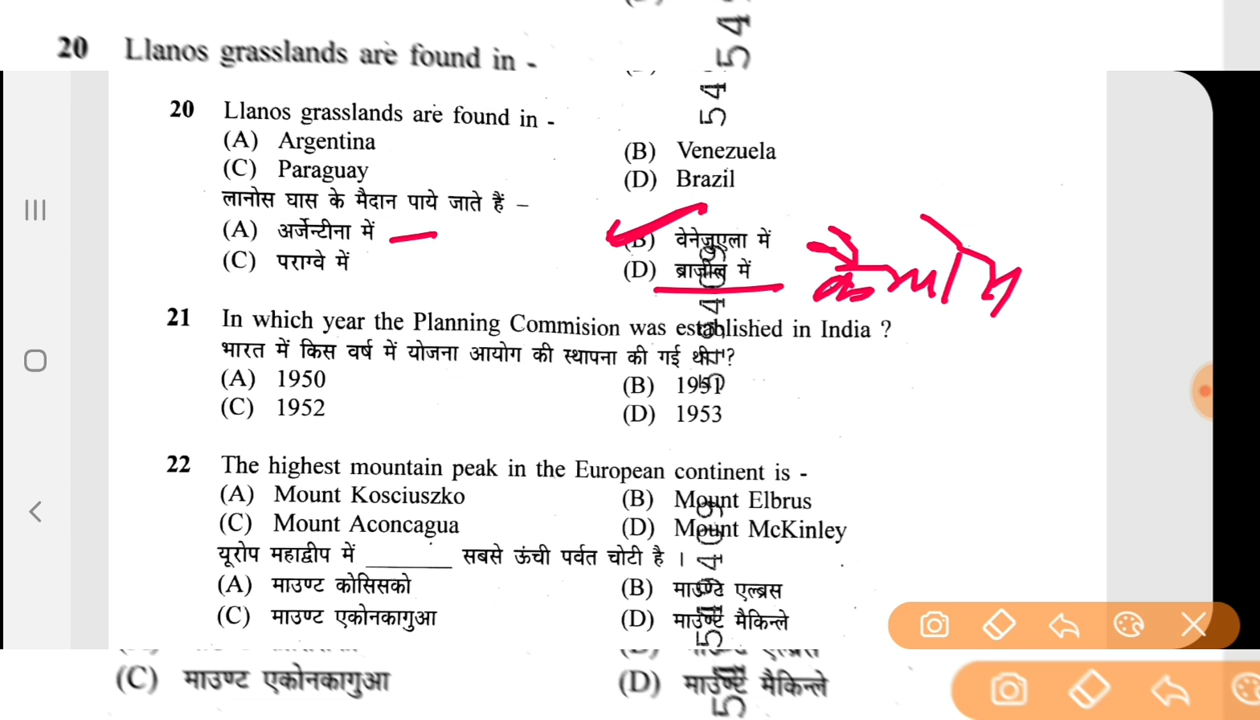 20 Llanos grasslands are found in -
20 Llanos grasslands are found in -
(A) Argentina (B) Venezuela
(C) Paraguay (D) Brazil
लानोस घास के मैदान पाये जाते हैं –
(A) अर्जेन्टीना में (B) वेनेजुएला में
(C) पराग्वे में (D) ब्राजील में
21 In which year the Planning Commision was established in India ?
भारत में किस वर्ष में योजना आयोग की स्थापना की गई थी ?
(A) 1950 (B) 1951
(C) 1952 (D) 1953
22 The highest mountain peak in the European continent is -
(A) Mount Kosciuszko (B) Mount Elbrus
(C) Mount Aconcagua (D) Mount McKinley
यूरोप महाद्वीप में ________ सबसे ऊंची पर्वत चोटी है ।
(A) माउण्ट कोसिसको (B) माउण्ट एल्ब्रस
(C) माउण्ट एकोनकागुआ (D) माउण्ट मैकिन्ले
(C) माउण्ट एकोनकागुआ (D) माउण्ट मैकिन्ले